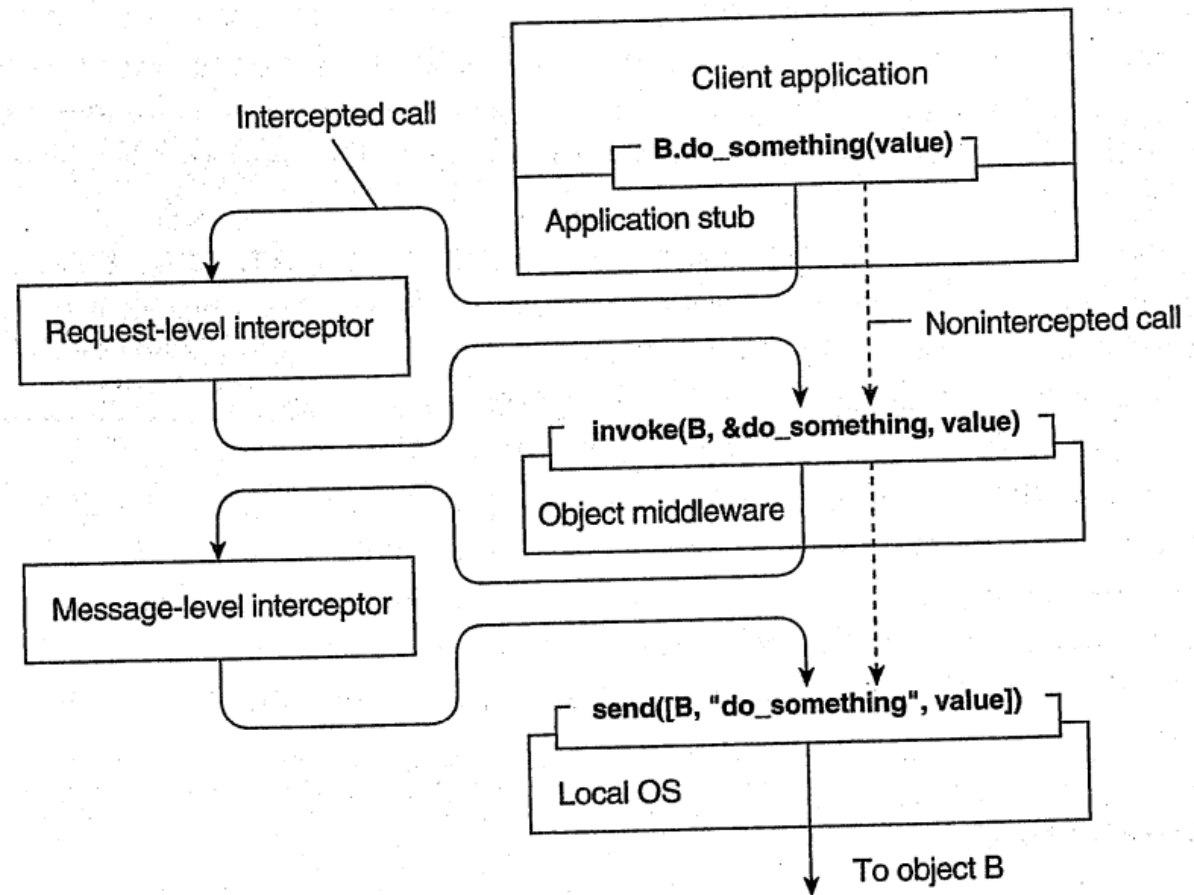 Client application
Intercepted call
B.do_something(value)
Application stub
Request-level interceptor
Nonintercepted call
invoke(B, &do_something, value)
Object middleware
Message-level interceptor
send([B, "do_something", value])
Local OS
To object B